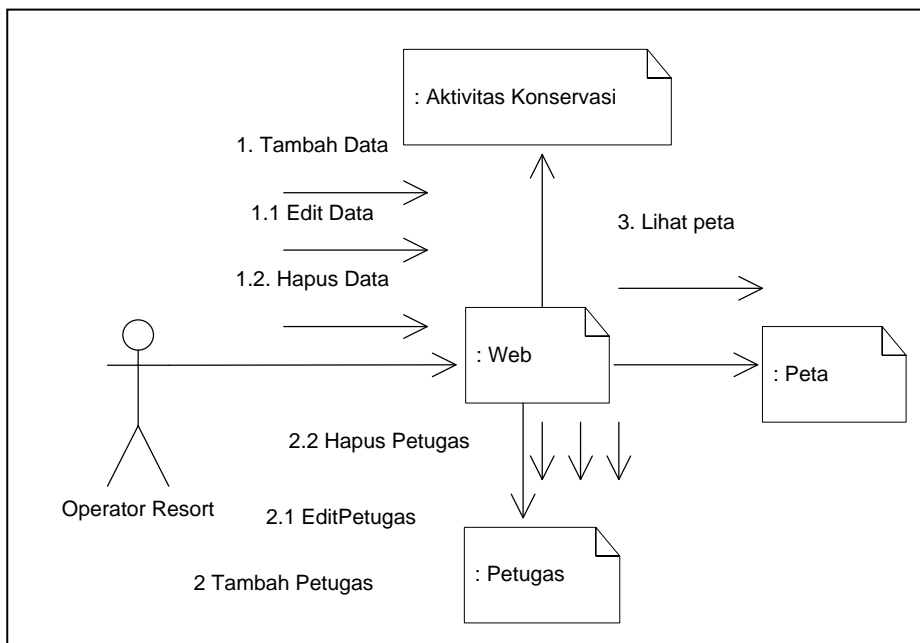 : Aktivitas Konservasi
1. Tambah Data
1.1 Edit Data
3. Lihat peta
1.2. Hapus Data
: Web
: Peta
2.2 Hapus Petugas
Operator Resort
2.1 EditPetugas
2 Tambah Petugas
: Petugas